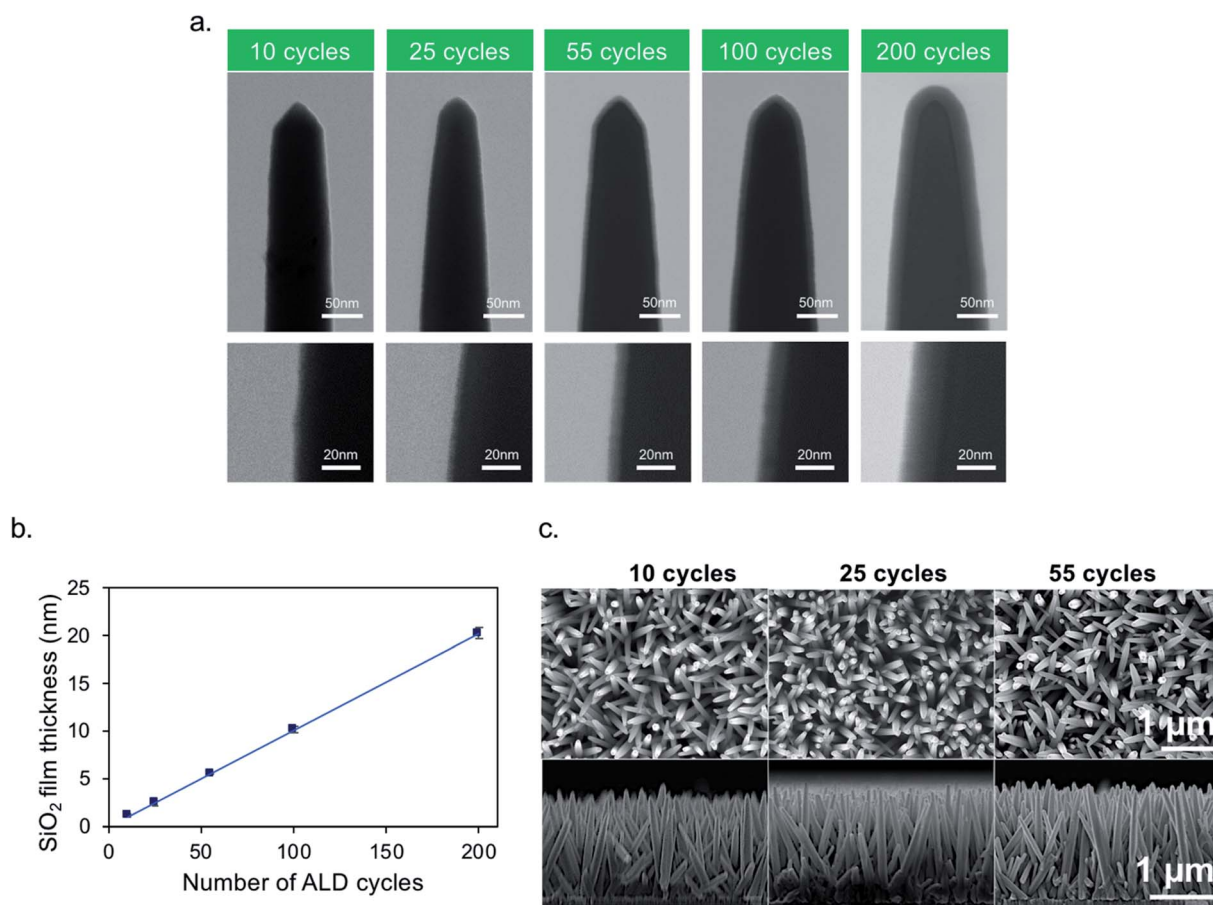 a.
10 cycles 25 cycles 55 cycles 100 cycles 200 cycles
50nm 50nm 50nm 50nm 50nm
20nm 20nm 20nm 20nm 20nm
b.
SiO₂ film thickness (nm)
25
20
15
10
5
0
0 50 100 150 200
Number of ALD cycles
c.
10 cycles 25 cycles 55 cycles
1 µm
1 µm